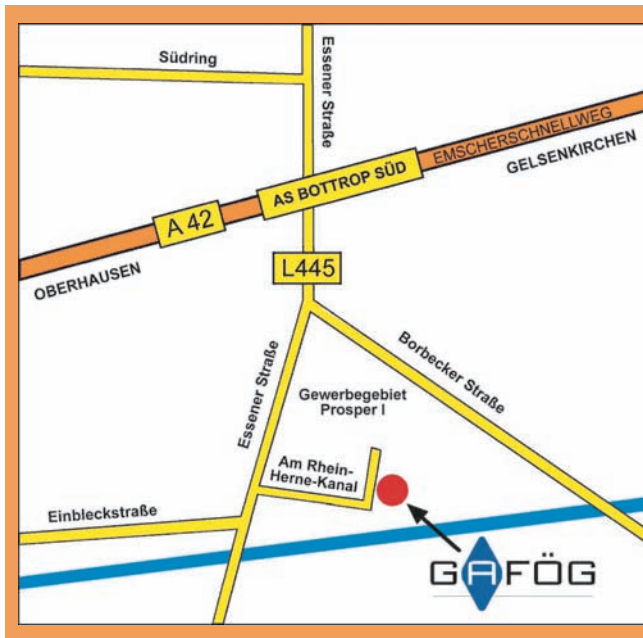 Südring
Essener Straße
EMSCHERSCHNELLWEG
GELSENKIRCHEN
AS BOTTROP SÜD
A 42
OBERHAUSEN
L445
Essener Straße
Borbecker Straße
Gewerbegebiet
Prosper I
Am Rhein-
Herne-Kanal
Einbleckstraße
GAFÖG